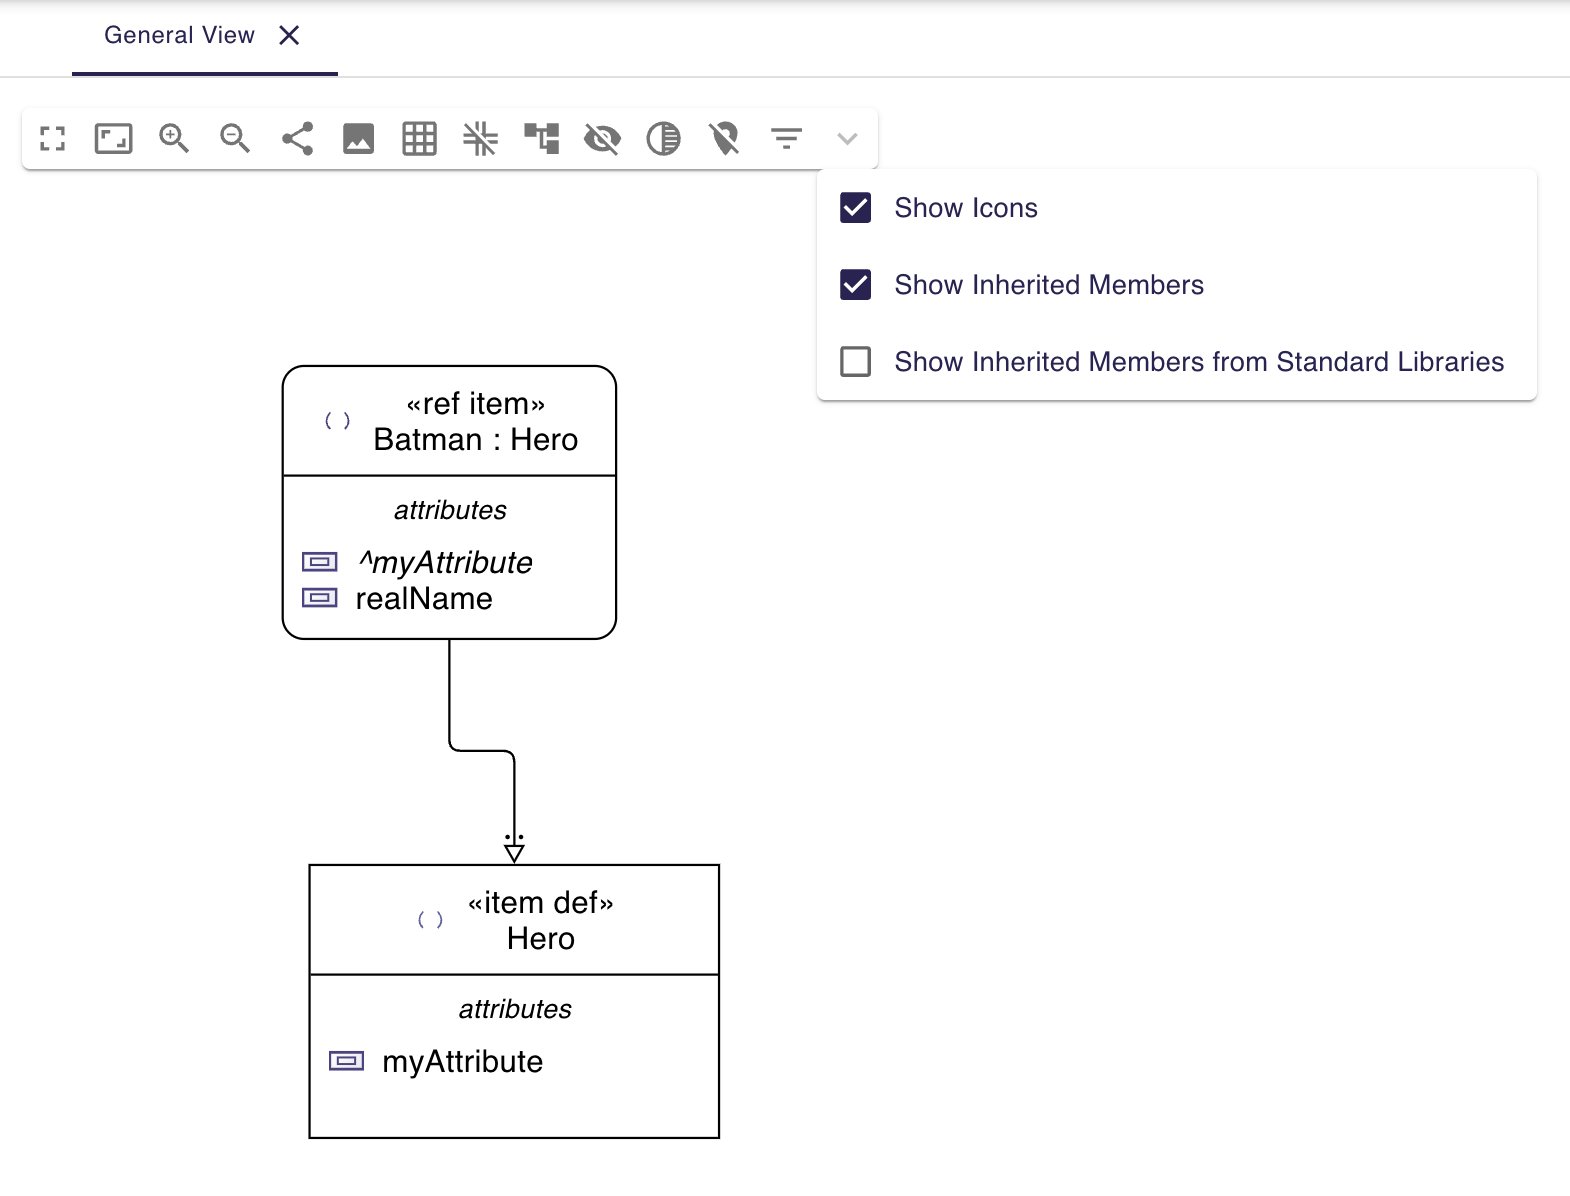 General View
Show Icons
Show Inherited Members
Show Inherited Members from Standard Libraries
«ref item»
Batman : Hero
attributes
^myAttribute
realName
«item def»
Hero
attributes
myAttribute